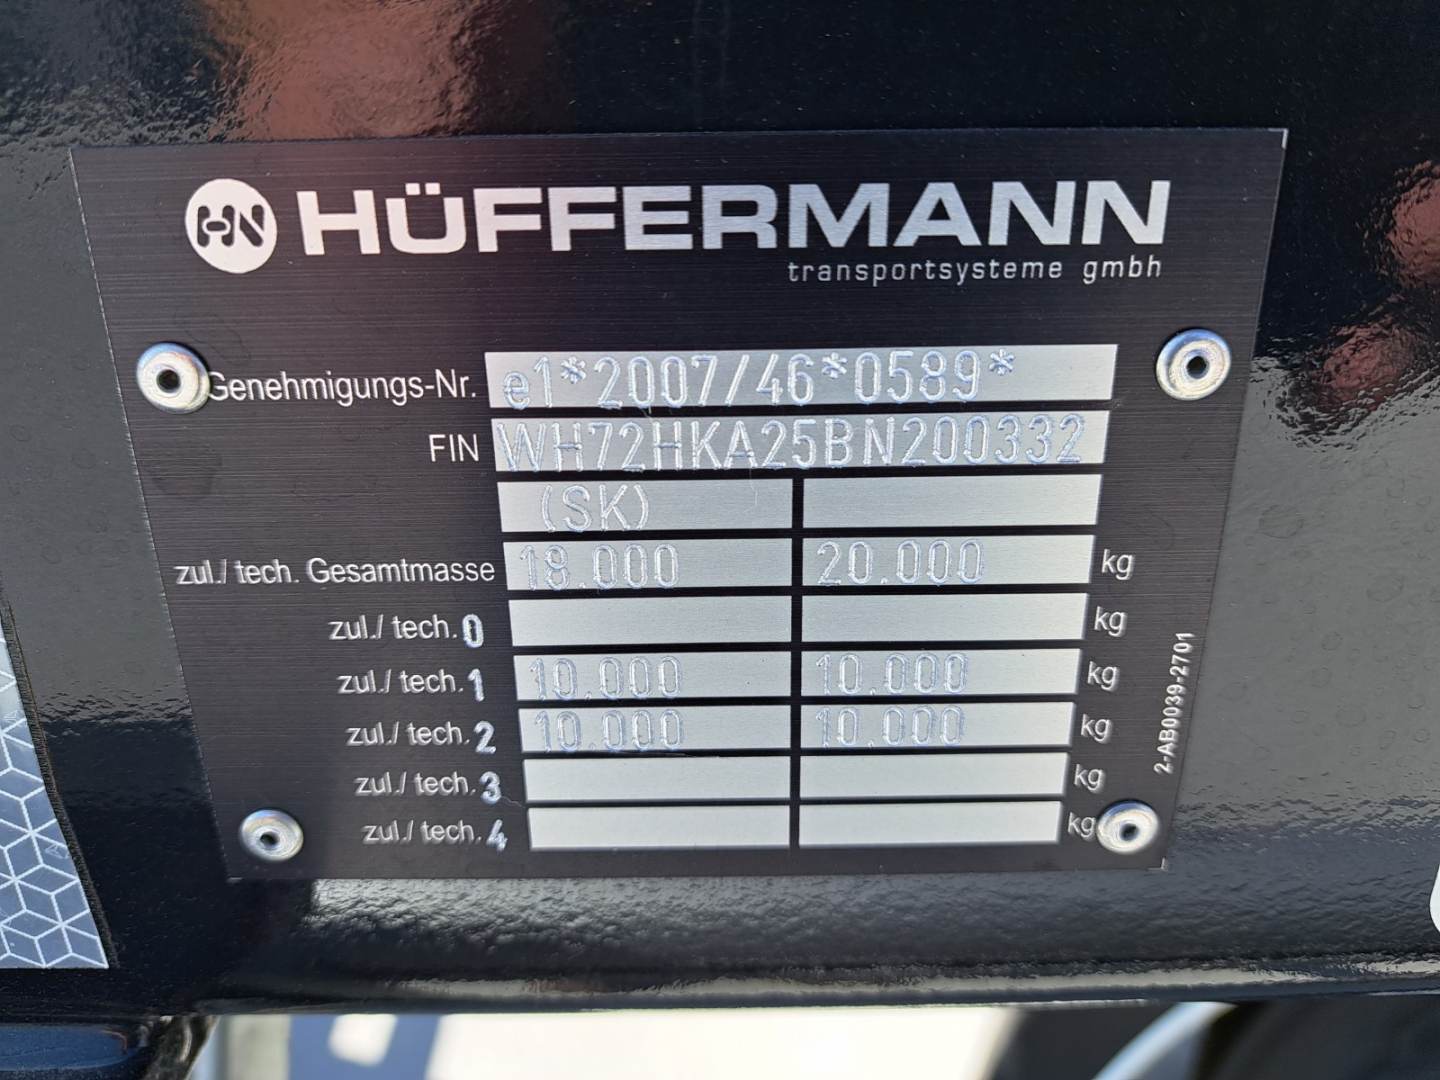 HN HÜFFERMANN
transportsysteme gmbh
Genehmigungs-Nr. e1*2007/46*0589*
FIN WH72HKA25BN200332
(SK)
zul./ tech. Gesamtmasse 18.000 20.000 kg
zul./ tech. 0 kg
zul./ tech. 1 10.000 10.000 kg
zul./ tech. 2 10.000 10.000 kg
zul./ tech. 3 kg
zul./ tech. 4 kg
2-AB0039-2701